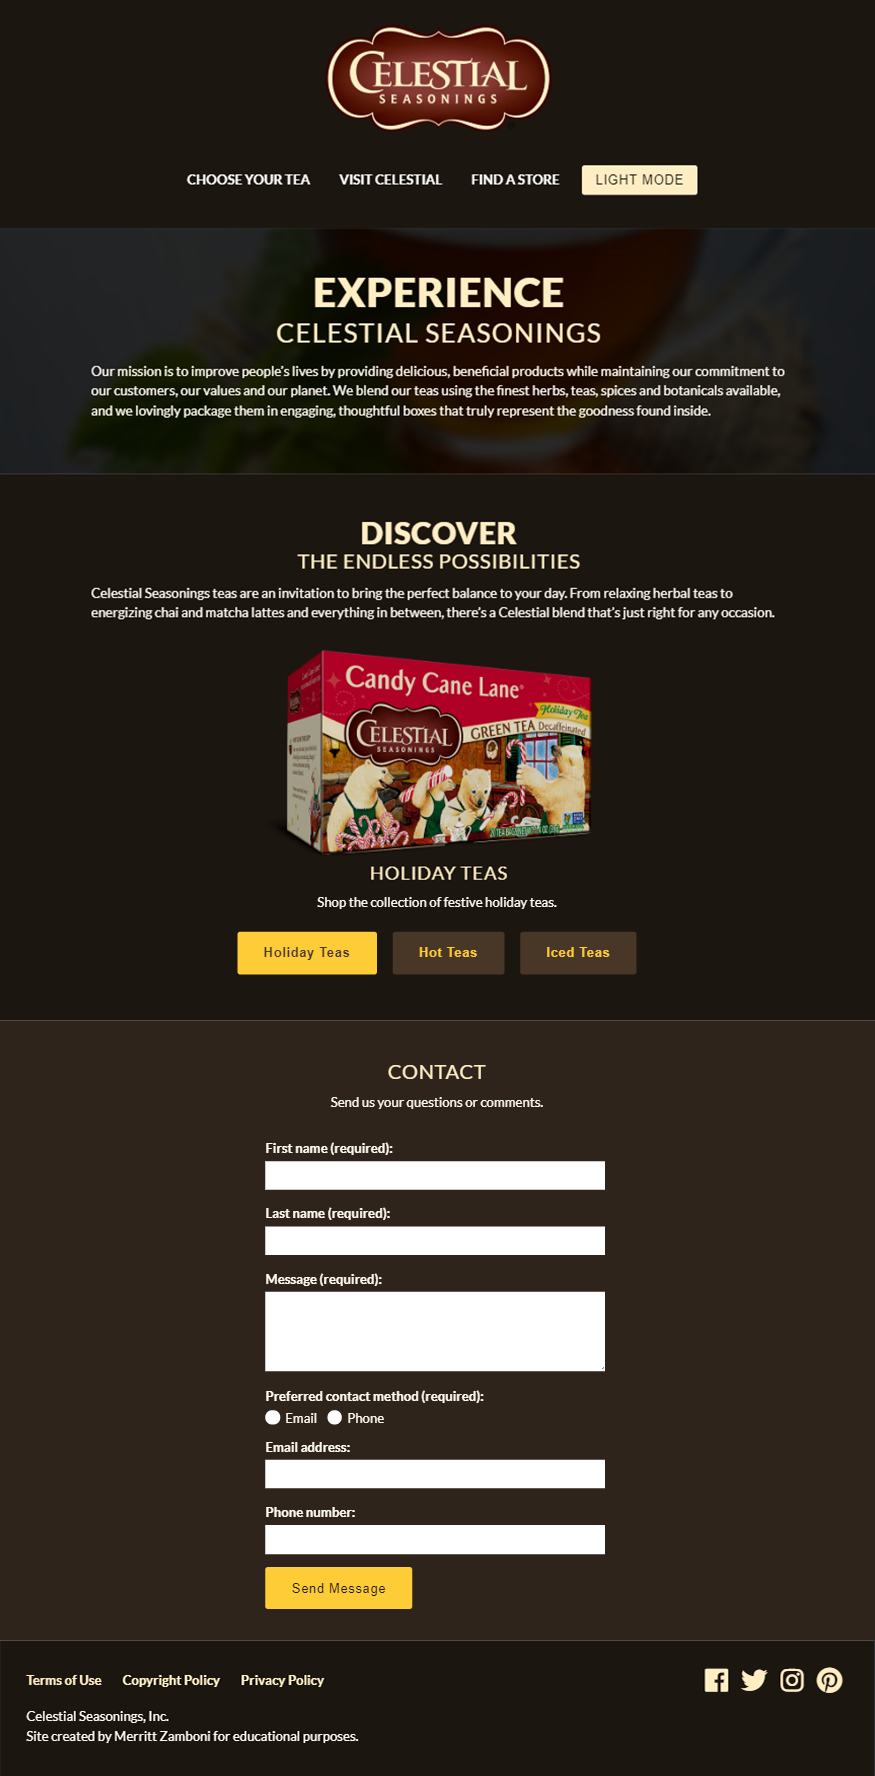 CELESTIAL
SEASONINGS
CHOOSE YOUR TEA
VISIT CELESTIAL
FIND A STORE
LIGHT MODE
EXPERIENCE
CELESTIAL SEASONINGS
Our mission is to improve people's lives by providing delicious, beneficial products while maintaining our commitment to
our customers, our values and our planet. We blend our teas using the finest herbs, teas, spices and botanicals available,
and we lovingly package them in engaging, thoughtful boxes that truly represent the goodness found inside.
DISCOVER
THE ENDLESS POSSIBILITIES
Celestial Seasonings teas are an invitation to bring the perfect balance to your day. From relaxing herbal teas to
energizing chai and matcha lattes and everything in between, there's a Celestial blend that's just right for any occasion.
Candy Cane Lane
Holiday Tea
CELESTIAL
SEASONINGS
GREEN TEA Decaffeinated
HOLIDAY TEAS
Shop the collection of festive holiday teas.
Holiday Teas
Hot Teas
Iced Teas
CONTACT
Send us your questions or comments.
First name (required):
Last name (required):
Message (required):
Preferred contact method (required):
Email
Phone
Email address:
Phone number:
Send Message
Terms of Use
Copyright Policy
Privacy Policy
Celestial Seasonings, Inc.
Site created by Merritt Zamboni for educational purposes.